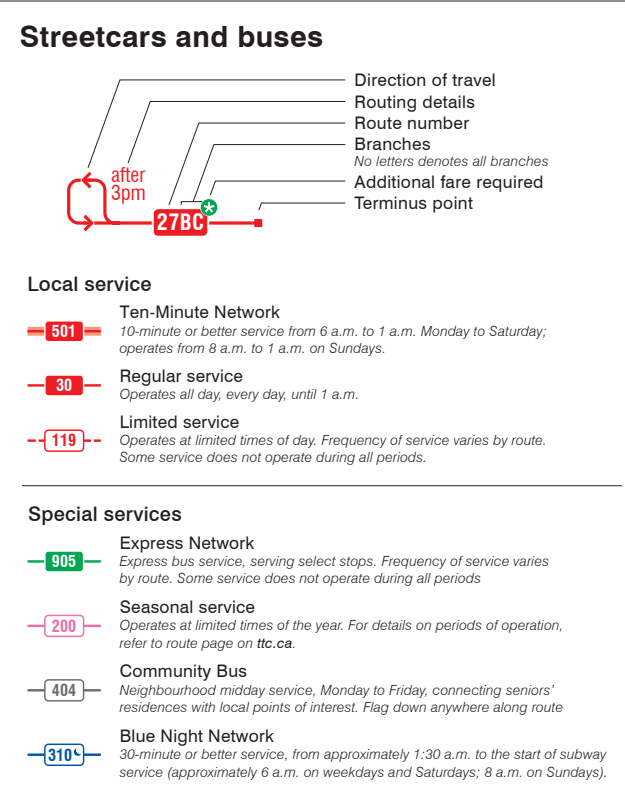 Streetcars and buses
Direction of travel
Routing details
Route number
Branches
No letters denotes all branches
Additional fare required
Terminus point
after
3pm
27BC
Local service
501
Ten-Minute Network
10-minute or better service from 6 a.m. to 1 a.m. Monday to Saturday;
operates from 8 a.m. to 1 a.m. on Sundays.
30
Regular service
Operates all day, every day, until 1 a.m.
119
Limited service
Operates at limited times of day. Frequency of service varies by route.
Some service does not operate during all periods.
Special services
905
Express Network
Express bus service, serving select stops. Frequency of service varies
by route. Some service does not operate during all periods
200
Seasonal service
Operates at limited times of the year. For details on periods of operation,
refer to route page on ttc.ca.
404
Community Bus
Neighbourhood midday service, Monday to Friday, connecting seniors’
residences with local points of interest. Flag down anywhere along route
310
Blue Night Network
30-minute or better service, from approximately 1:30 a.m. to the start of subway
service (approximately 6 a.m. on weekdays and Saturdays; 8 a.m. on Sundays).